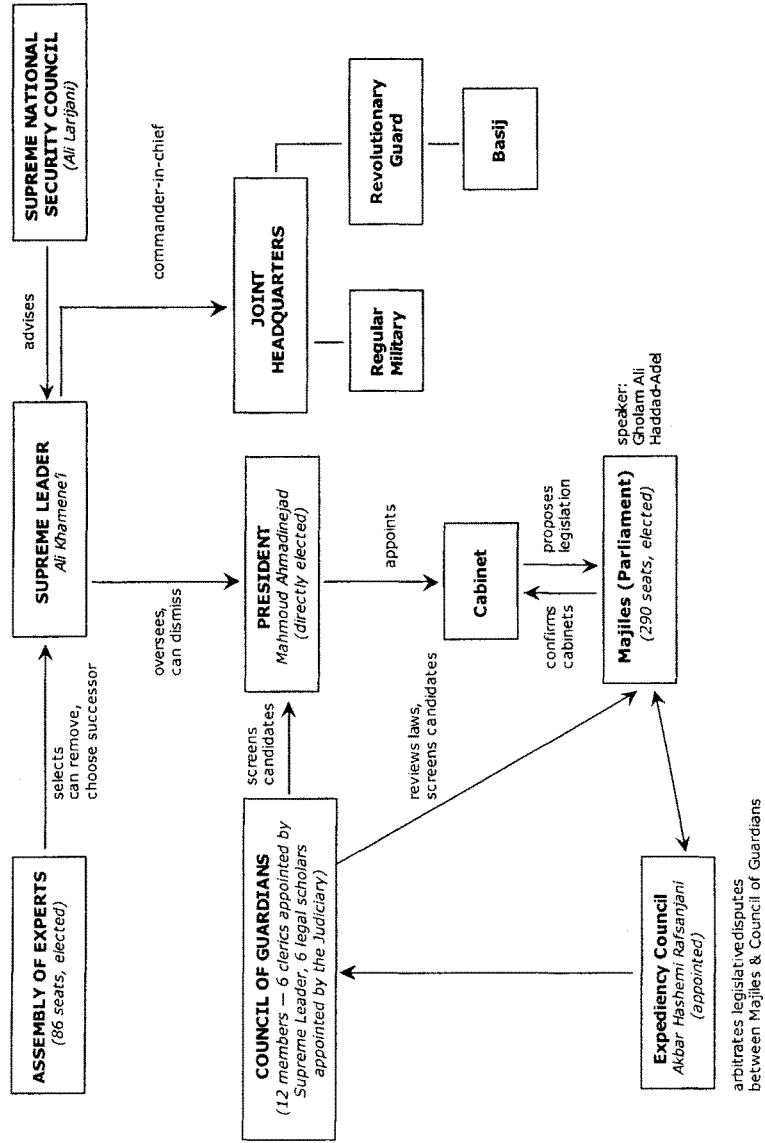 ASSEMBLY OF EXPERTS
(86 seats, elected)
selects
can remove,
choose successor
SUPREME LEADER
Ali Khamene'i
advises
SUPREME NATIONAL
SECURITY COUNCIL
(Ali Larijani)
commander-in-chief
oversees,
can dismiss
COUNCIL OF GUARDIANS
(12 members — 6 clerics appointed by
Supreme Leader, 6 legal scholars
appointed by the Judiciary)
screens
candidates
PRESIDENT
Mahmoud Ahmadinejad
(directly elected)
JOINT
HEADQUARTERS
Regular
Military
Revolutionary
Guard
Basij
appoints
reviews laws,
screens candidates
Cabinet
confirms
cabinets
proposes
legislation
Majiles (Parliament)
(290 seats, elected)
speaker:
Gholam Ali
Haddad-Adel
Expediency Council
Akbar Hashemi Rafsanjani
(appointed)
arbitrates legislativedisputes
between Majiles & Council of Guardians